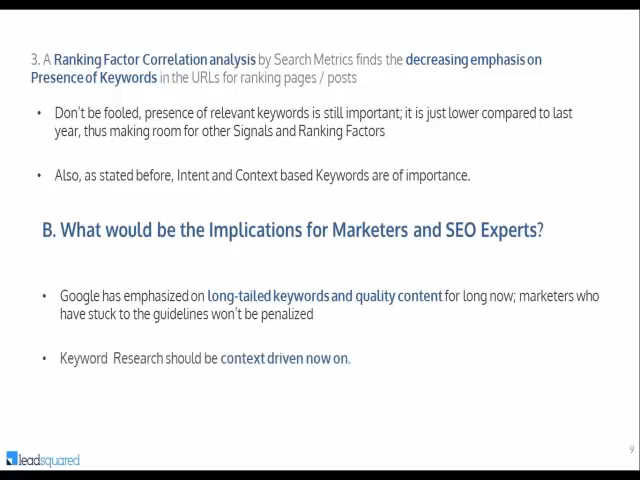 3. A Ranking Factor Correlation analysis by Search Metrics finds the decreasing emphasis on
Presence of Keywords in the URLs for ranking pages / posts
• Don't be fooled, presence of relevant keywords is still important; it is just lower compared to last
year, thus making room for other Signals and Ranking Factors
• Also, as stated before, Intent and Context based Keywords are of importance.
B. What would be the Implications for Marketers and SEO Experts?
• Google has emphasized on long-tailed keywords and quality content for long now; marketers who
have stuck to the guidelines won't be penalized
• Keyword Research should be context driven now on.
9
leadsquared